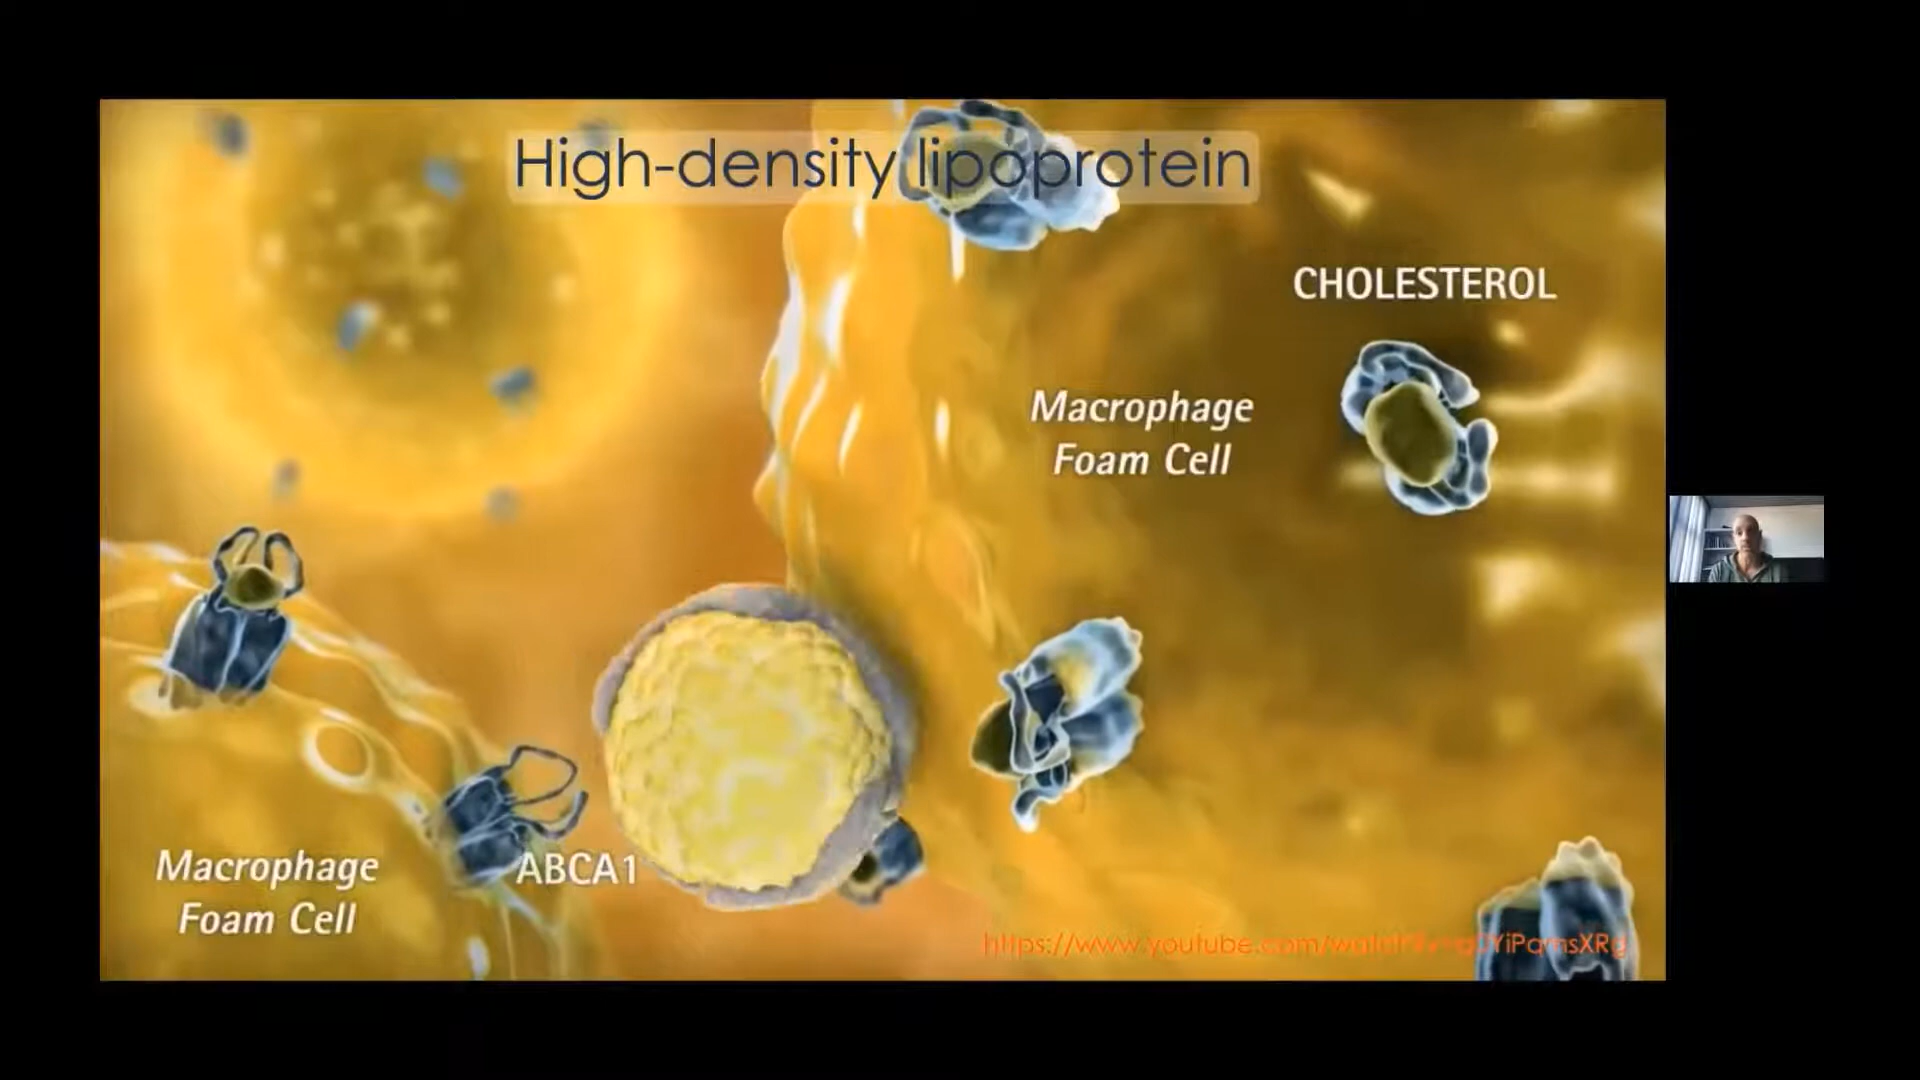 High-density lipoprotein
CHOLESTEROL
Macrophage
Foam Cell
ABCA1
Macrophage
Foam Cell